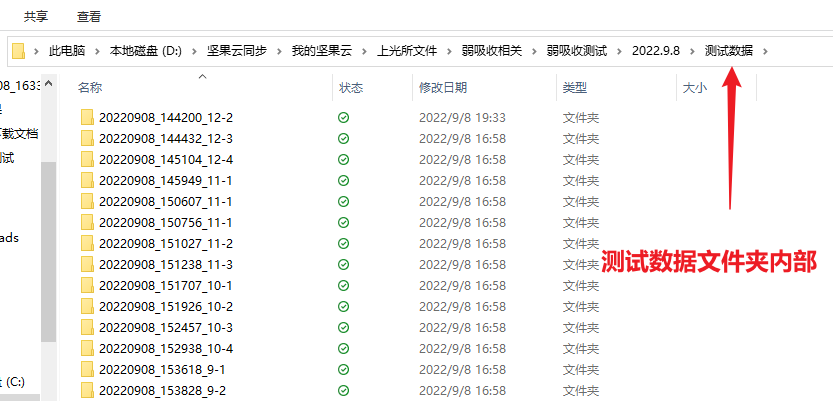 共享 查看
此电脑 本地磁盘 (D:) 坚果云同步 我的坚果云 上光所文件 弱吸收相关 弱吸收测试 2022.9.8 测试数据
08_1633
名称 状态 修改日期 类型 大小
20220908_144200_12-2 2022/9/8 19:33 文件夹
载文档 20220908_144432_12-3 2022/9/8 16:58 文件夹
试 20220908_145104_12-4 2022/9/8 16:58 文件夹
20220908_145949_11-1 2022/9/8 16:58 文件夹
20220908_150607_11-1 2022/9/8 16:58 文件夹
20220908_150756_11-1 2022/9/8 16:58 文件夹
ads 20220908_151027_11-2 2022/9/8 16:58 文件夹
20220908_151238_11-3 2022/9/8 16:58 文件夹
测试数据文件夹内部
20220908_151707_10-1 2022/9/8 16:58 文件夹
20220908_151926_10-2 2022/9/8 16:58 文件夹
20220908_152457_10-3 2022/9/8 16:58 文件夹
20220908_152938_10-4 2022/9/8 16:58 文件夹
20220908_153618_9-1 2022/9/8 16:58 文件夹
(C:)
20220908_153828_9-2 2022/9/8 16:58 文件夹